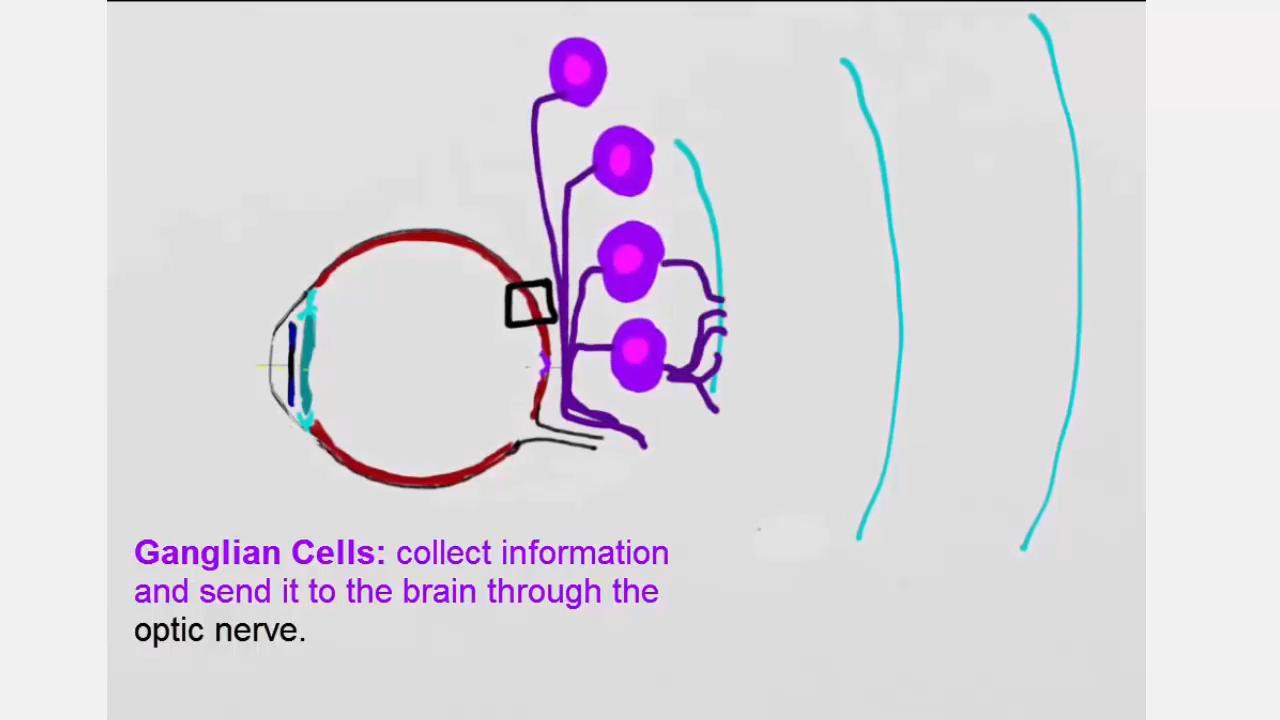 Ganglian Cells: collect information
and send it to the brain through the
optic nerve.